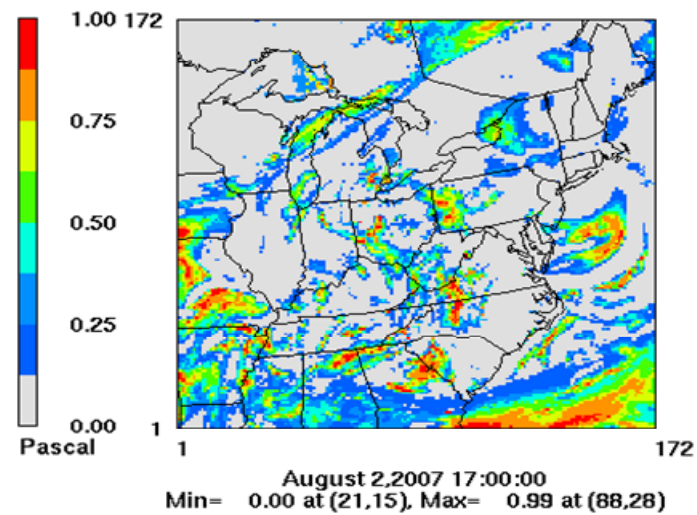 1.00 172
0.75
0.50
0.25
0.00 1
Pascal 1 172
August 2,2007 17:00:00
Min= 0.00 at (21,15), Max= 0.99 at (88,28)